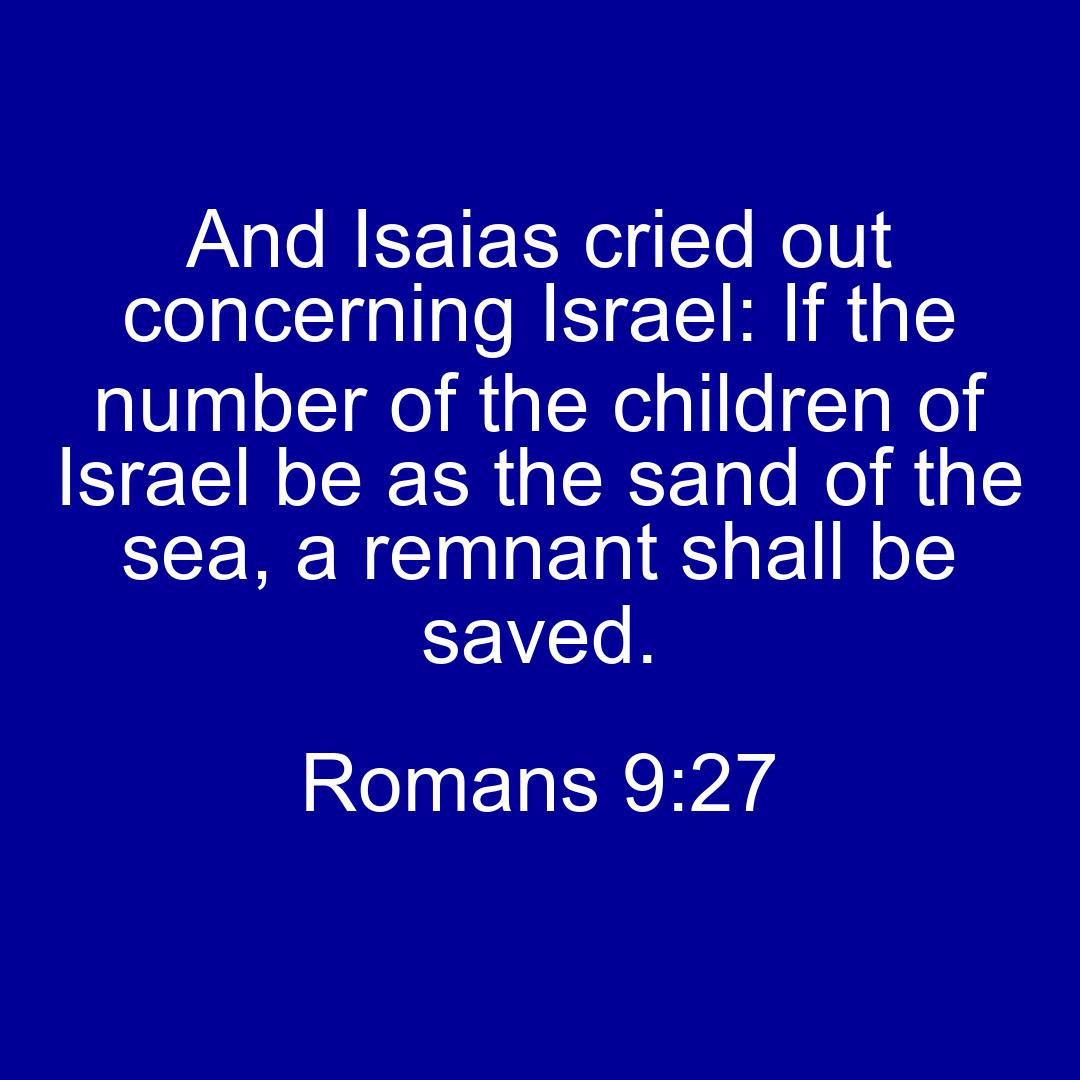 And Isaias cried out
concerning Israel: If the
number of the children of
Israel be as the sand of the
sea, a remnant shall be
saved.
Romans 9:27